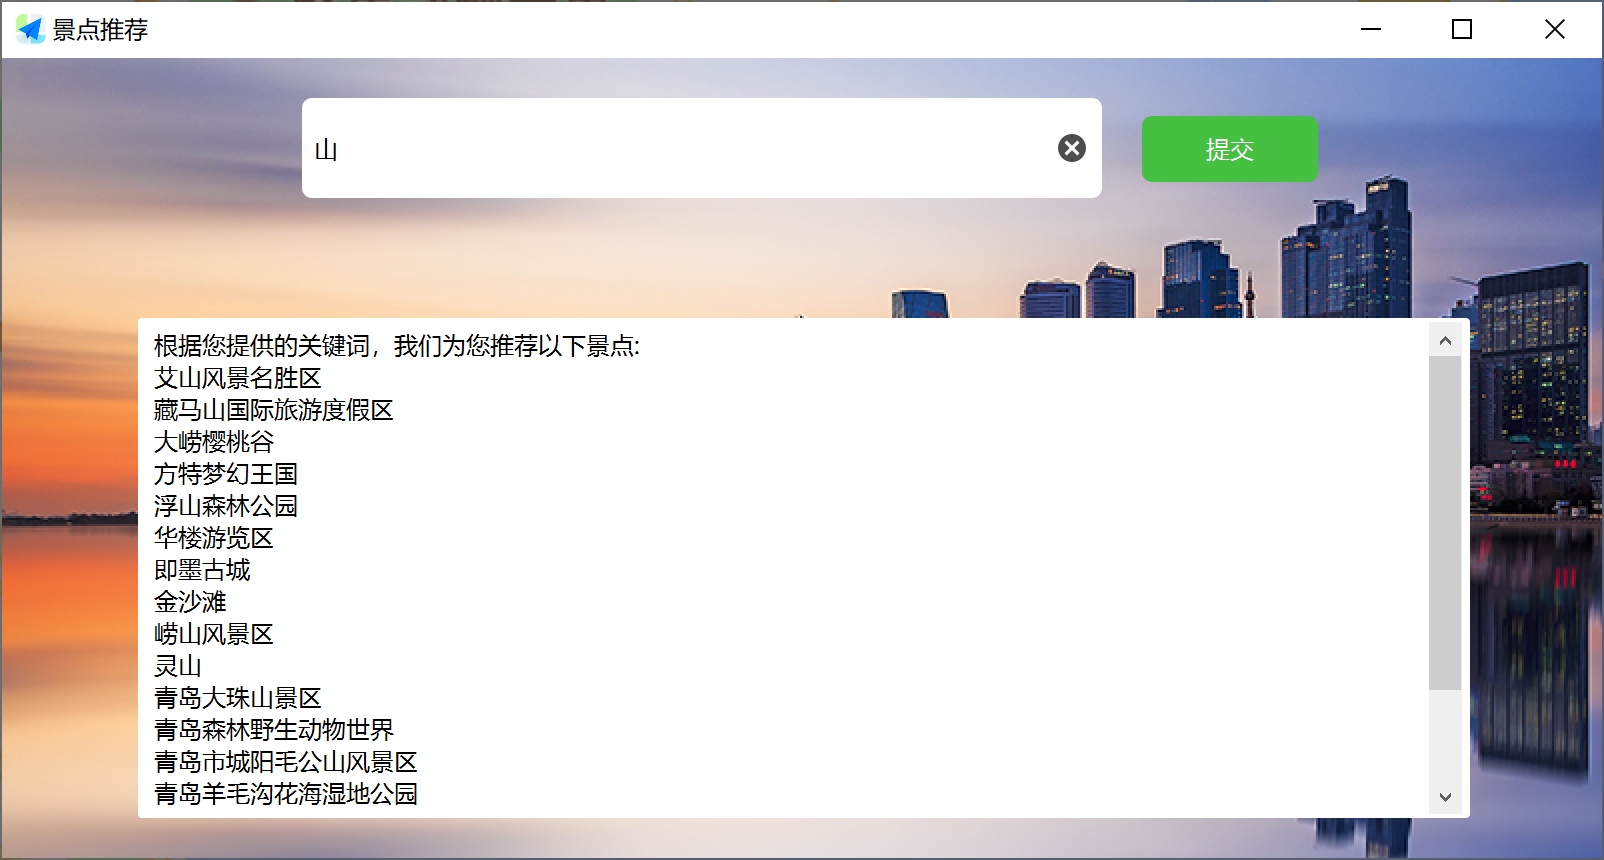 景点推荐
山
提交
根据您提供的关键词，我们为您推荐以下景点:
艾山风景名胜区
藏马山国际旅游度假区
大崂樱桃谷
方特梦幻王国
浮山森林公园
华楼游览区
即墨古城
金沙滩
崂山风景区
灵山
青岛大珠山景区
青岛森林野生动物世界
青岛市城阳毛公山风景区
青岛羊毛沟花海湿地公园